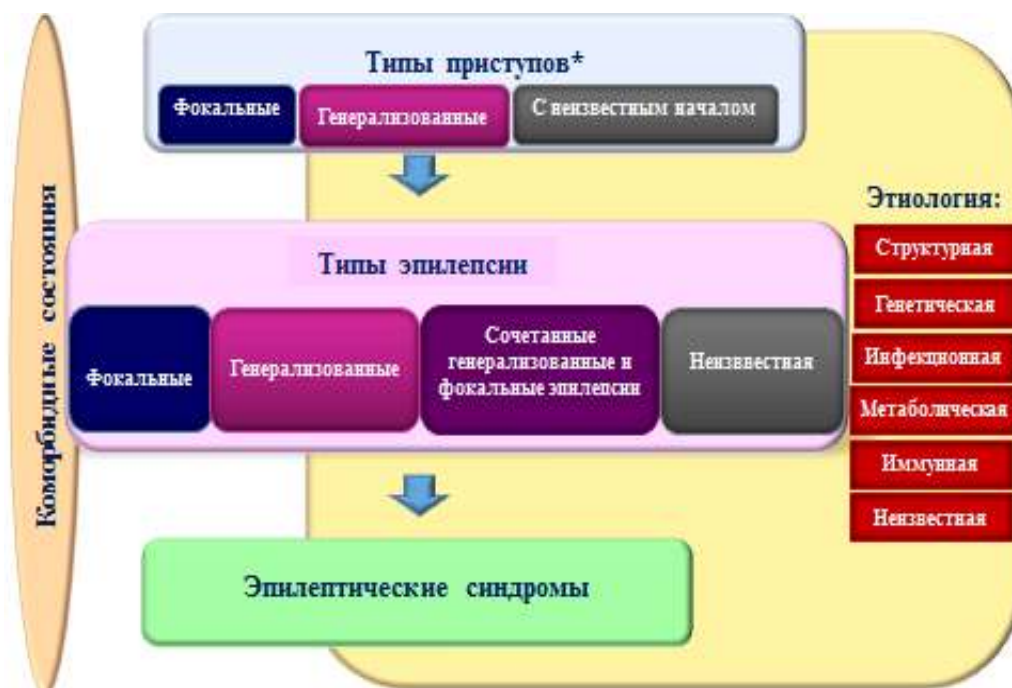 Типы приступов*
Фокальные
Генерализованные
С неизвестным началом
Коморбидные состояния
Типы эпилепсии
Фокальные
Генерализованные
Сочетанные
генерализованные и
фокальные эпилепсии
Неизввестная
Этиология:
Структурная
Генетическая
Инфекционная
Метаболическая
Иммунная
Неизвестная
Эпилептические синдромы